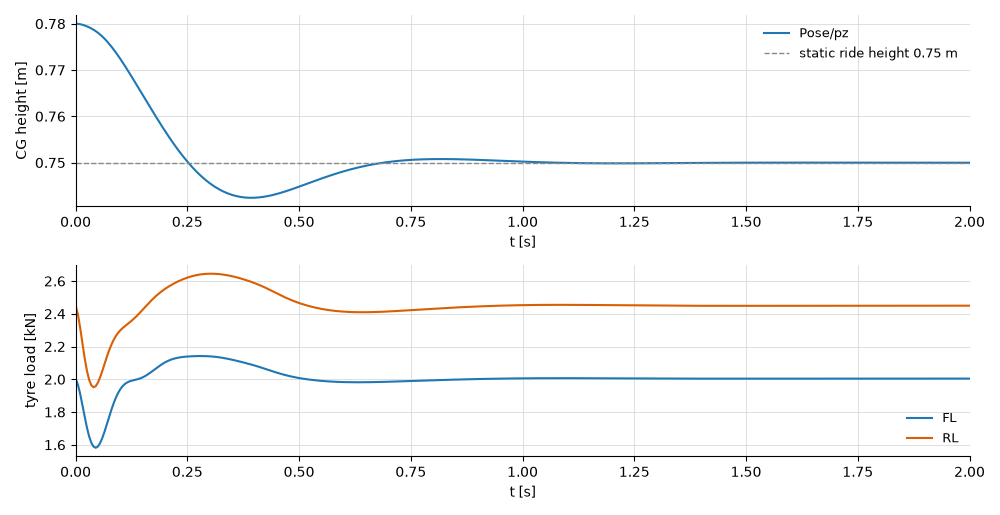 0.78
0.77
0.76
0.75
CG height [m]
Pose/pz
static ride height 0.75 m
0.00 0.25 0.50 0.75 1.00 1.25 1.50 1.75 2.00
t [s]
2.6
2.4
2.2
2.0
1.8
1.6
tyre load [kN]
FL
RL
0.00 0.25 0.50 0.75 1.00 1.25 1.50 1.75 2.00
t [s]